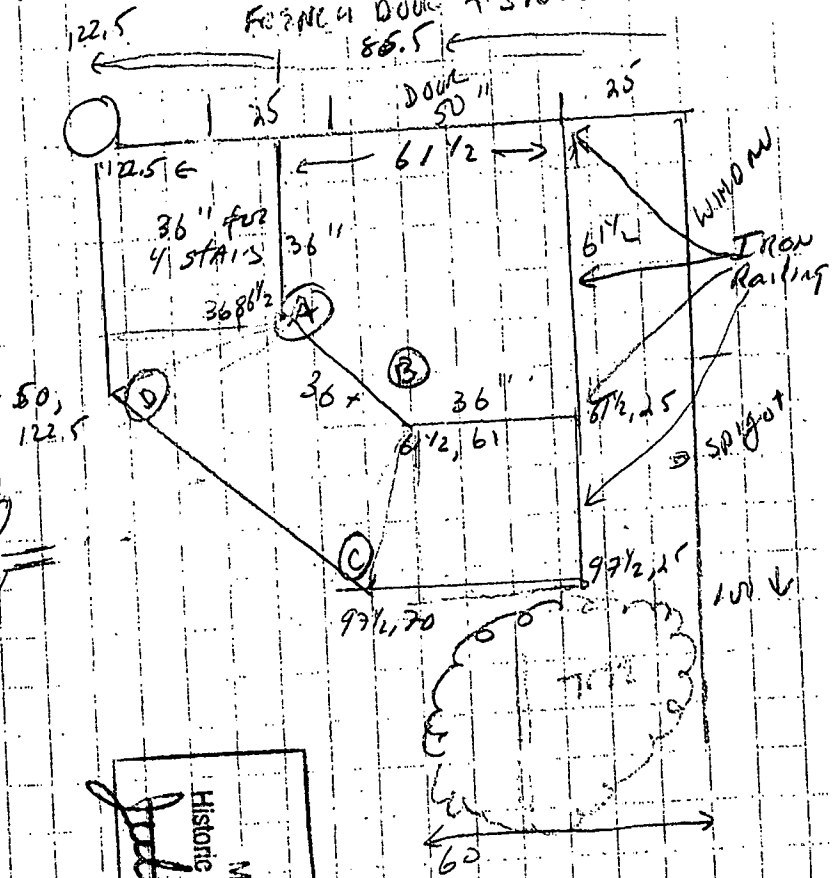 122.5
FRENCH DOOR
85.5
25
DOOR
50"
25
122.5
61 1/2
36" for
4 stairs
36"
61 1/2
WINDOW
IRON
Railing
A
B
D
36
36"
61 1/2, 25
50,
122.5
61 1/2, 61
spigot
C
97 1/2, 25
97 1/2, 70
100 ↓
60
Historic
M